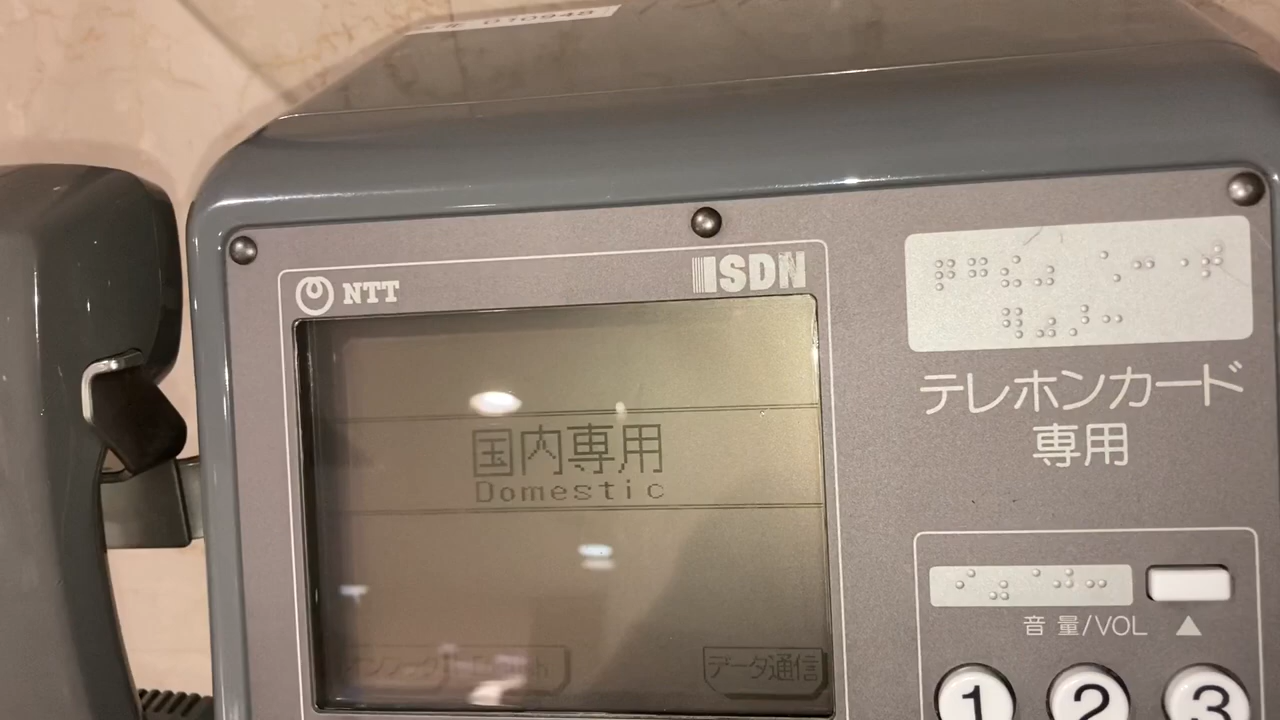 010948
NTT
ISDN
国内専用
Domestic
データ通信
テレホンカード
専用
音量/VOL ▲
1 2 3